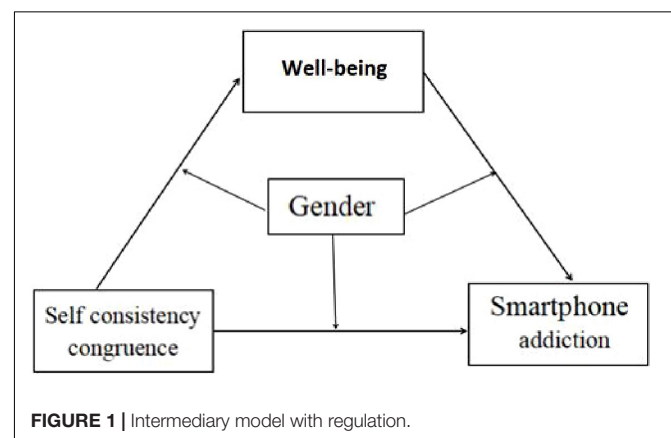 Well-being
Gender
Self consistency
congruence
Smartphone
addiction
FIGURE 1 | Intermediary model with regulation.